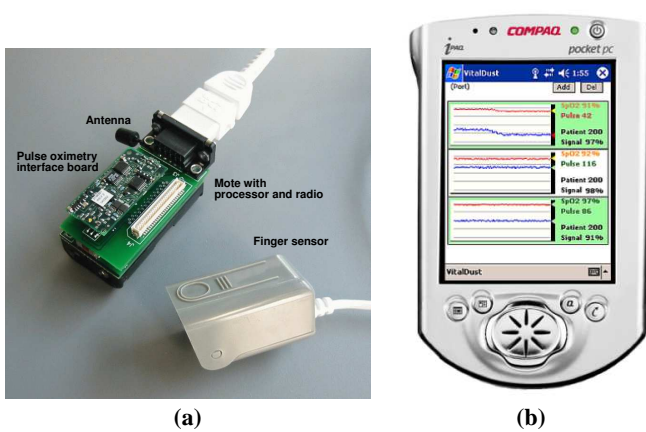 Antenna
Pulse oximetry
interface board
Mote with
processor and radio
Finger sensor
J4
(a)
COMPAQ
iPAQ
pocket pc
VitalDust
1:55
(Port)
Add
Del
SpO2 91%
Pulse 42
Patient 200
Signal 97%
SpO2 92%
Pulse 116
Patient 200
Signal 98%
SpO2 97%
Pulse 86
Patient 200
Signal 91%
VitalDust
(b)